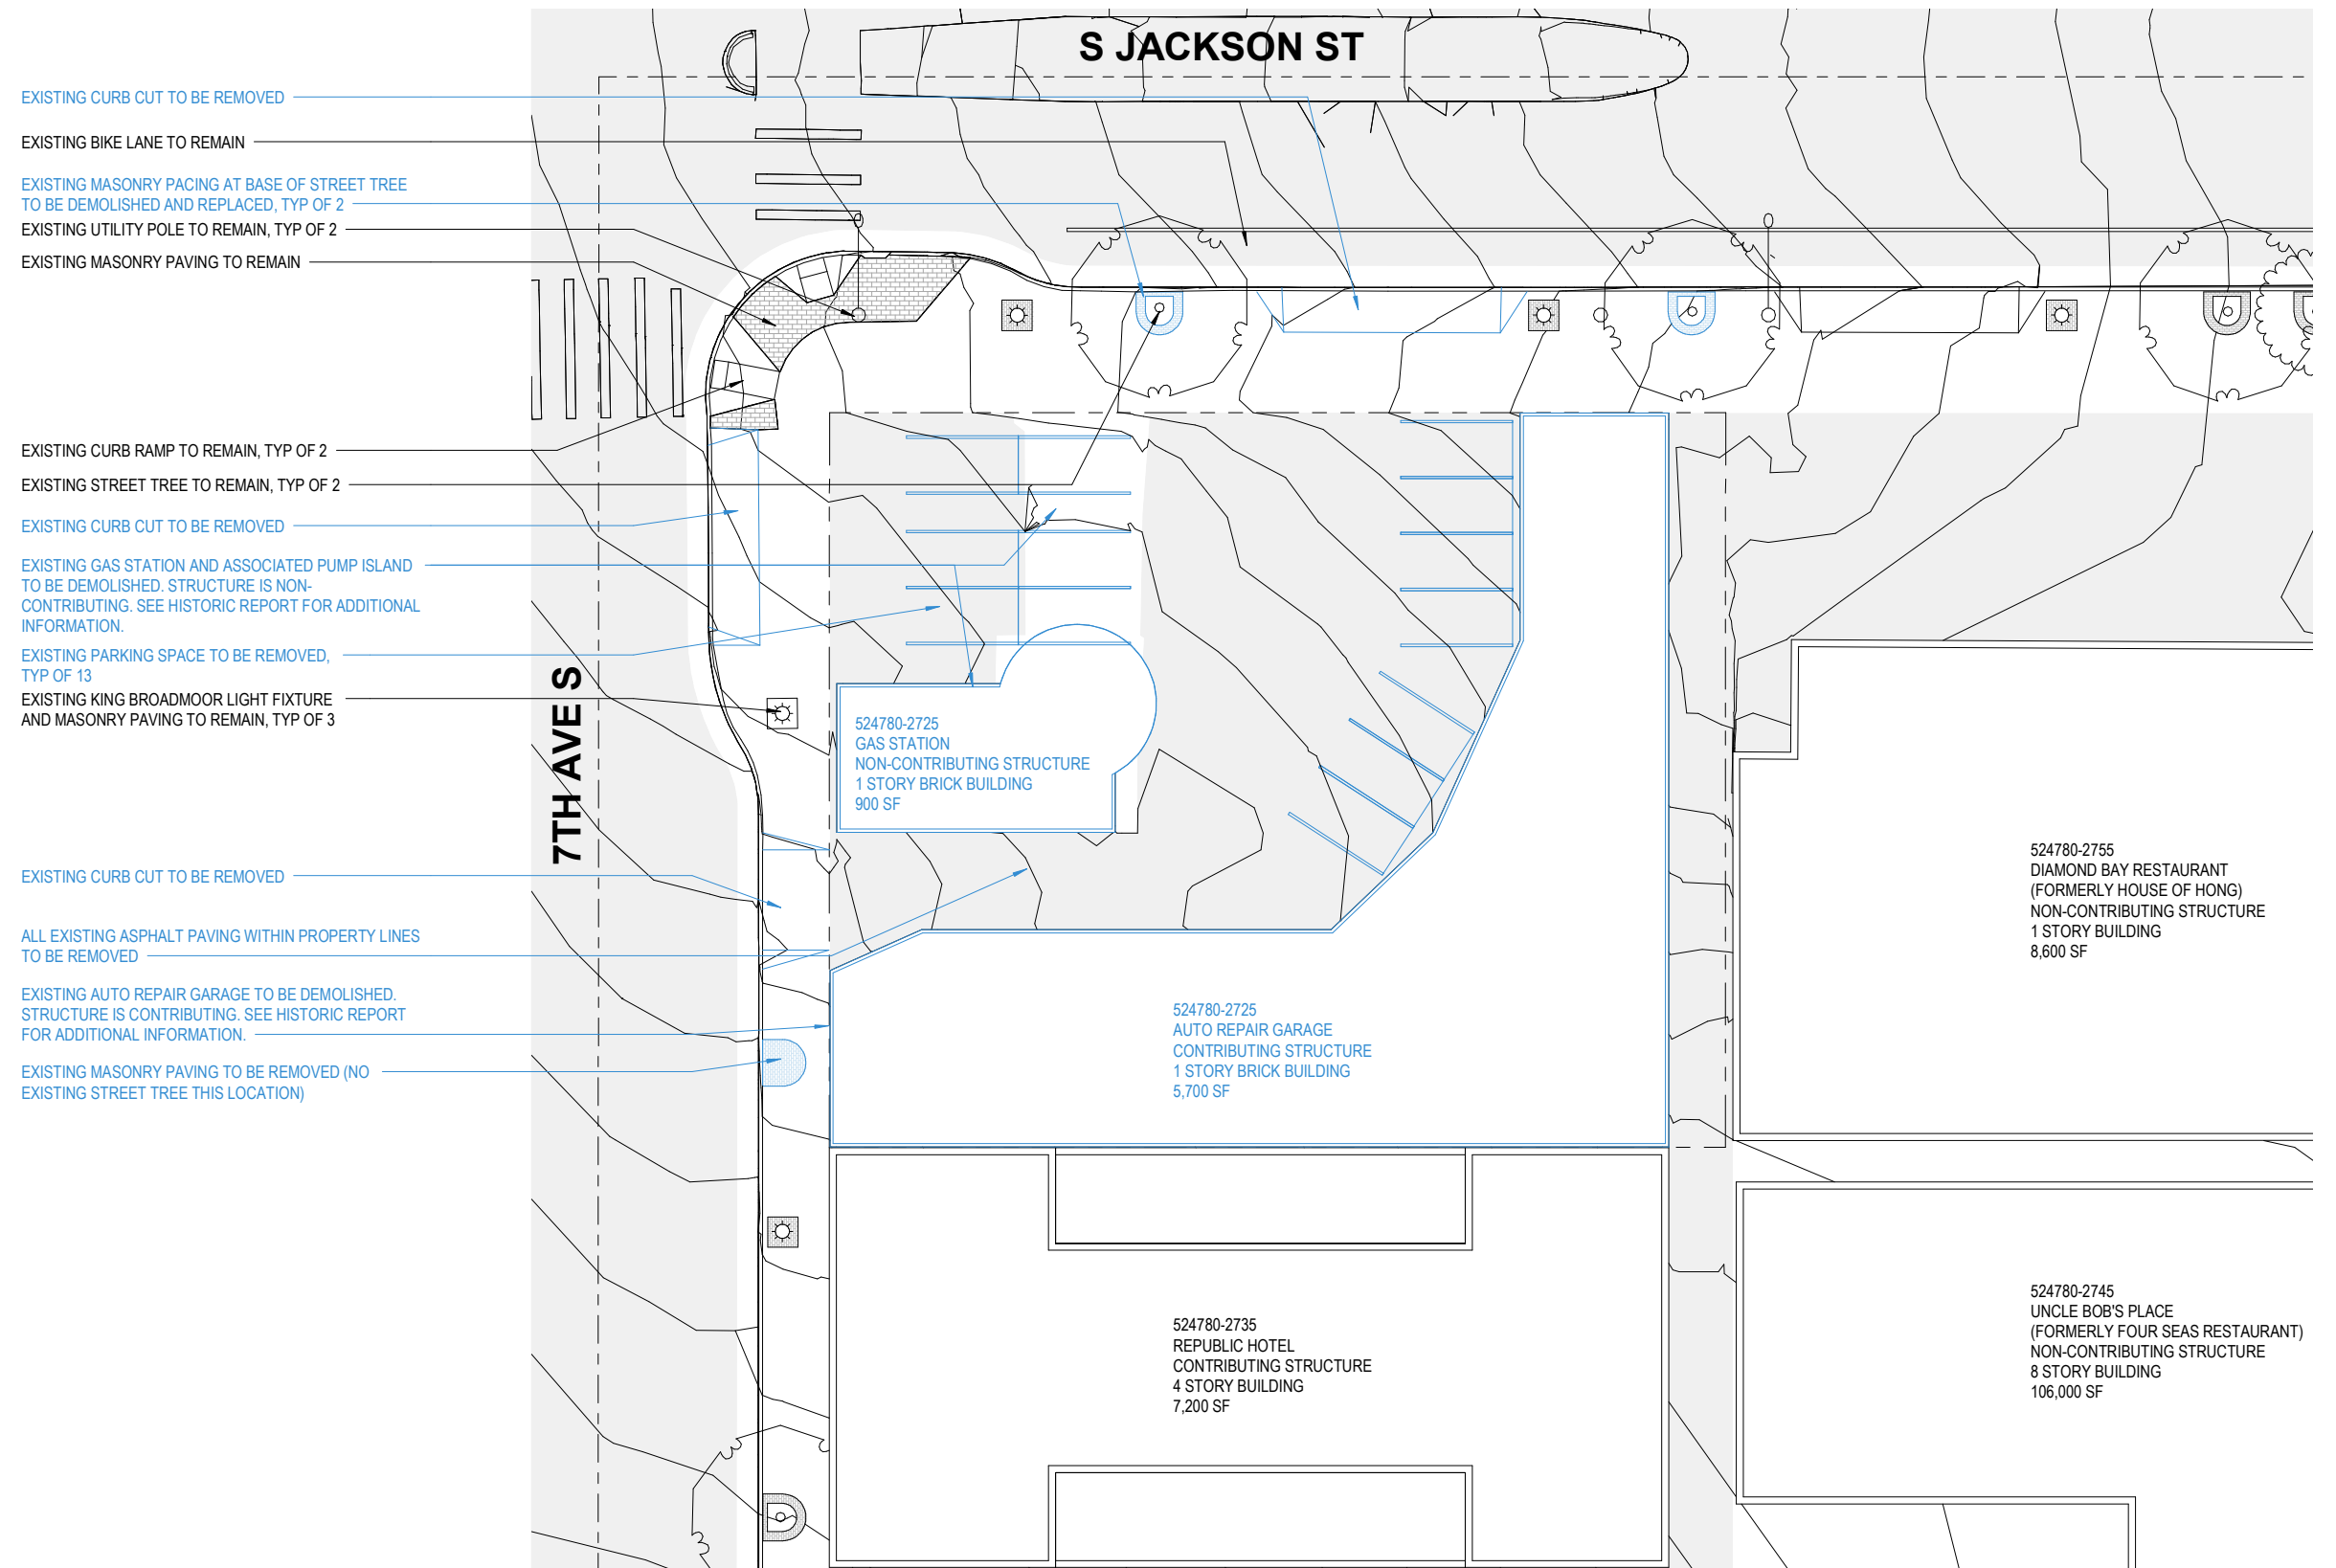 S JACKSON ST
EXISTING CURB CUT TO BE REMOVED
EXISTING BIKE LANE TO REMAIN
EXISTING MASONRY PACING AT BASE OF STREET TREE
TO BE DEMOLISHED AND REPLACED, TYP OF 2
EXISTING UTILITY POLE TO REMAIN, TYP OF 2
EXISTING MASONRY PAVING TO REMAIN
EXISTING CURB RAMP TO REMAIN, TYP OF 2
EXISTING STREET TREE TO REMAIN, TYP OF 2
EXISTING CURB CUT TO BE REMOVED
EXISTING GAS STATION AND ASSOCIATED PUMP ISLAND
TO BE DEMOLISHED. STRUCTURE IS NON-
CONTRIBUTING. SEE HISTORIC REPORT FOR ADDITIONAL
INFORMATION.
EXISTING PARKING SPACE TO BE REMOVED,
TYP OF 13
EXISTING KING BROADMOOR LIGHT FIXTURE
AND MASONRY PAVING TO REMAIN, TYP OF 3
EXISTING CURB CUT TO BE REMOVED
ALL EXISTING ASPHALT PAVING WITHIN PROPERTY LINES
TO BE REMOVED
EXISTING AUTO REPAIR GARAGE TO BE DEMOLISHED.
STRUCTURE IS CONTRIBUTING. SEE HISTORIC REPORT
FOR ADDITIONAL INFORMATION.
EXISTING MASONRY PAVING TO BE REMOVED (NO
EXISTING STREET TREE THIS LOCATION)
7TH AVE S
524780-2725
GAS STATION
NON-CONTRIBUTING STRUCTURE
1 STORY BRICK BUILDING
900 SF
524780-2725
AUTO REPAIR GARAGE
CONTRIBUTING STRUCTURE
1 STORY BRICK BUILDING
5,700 SF
524780-2755
DIAMOND BAY RESTAURANT
(FORMERLY HOUSE OF HONG)
NON-CONTRIBUTING STRUCTURE
1 STORY BUILDING
8,600 SF
524780-2735
REPUBLIC HOTEL
CONTRIBUTING STRUCTURE
4 STORY BUILDING
7,200 SF
524780-2745
UNCLE BOB'S PLACE
(FORMERLY FOUR SEAS RESTAURANT)
NON-CONTRIBUTING STRUCTURE
8 STORY BUILDING
106,000 SF